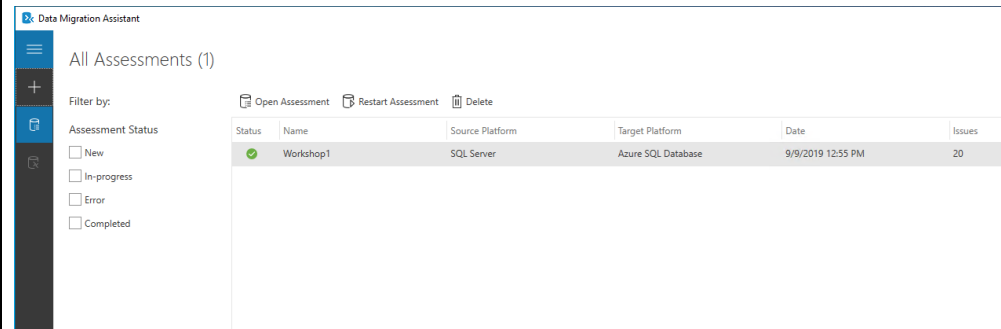 Data Migration Assistant
All Assessments (1)
Filter by:
Open Assessment Restart Assessment Delete
Assessment Status
Status Name Source Platform Target Platform Date Issues
New
Workshop1 SQL Server Azure SQL Database 9/9/2019 12:55 PM 20
In-progress
Error
Completed